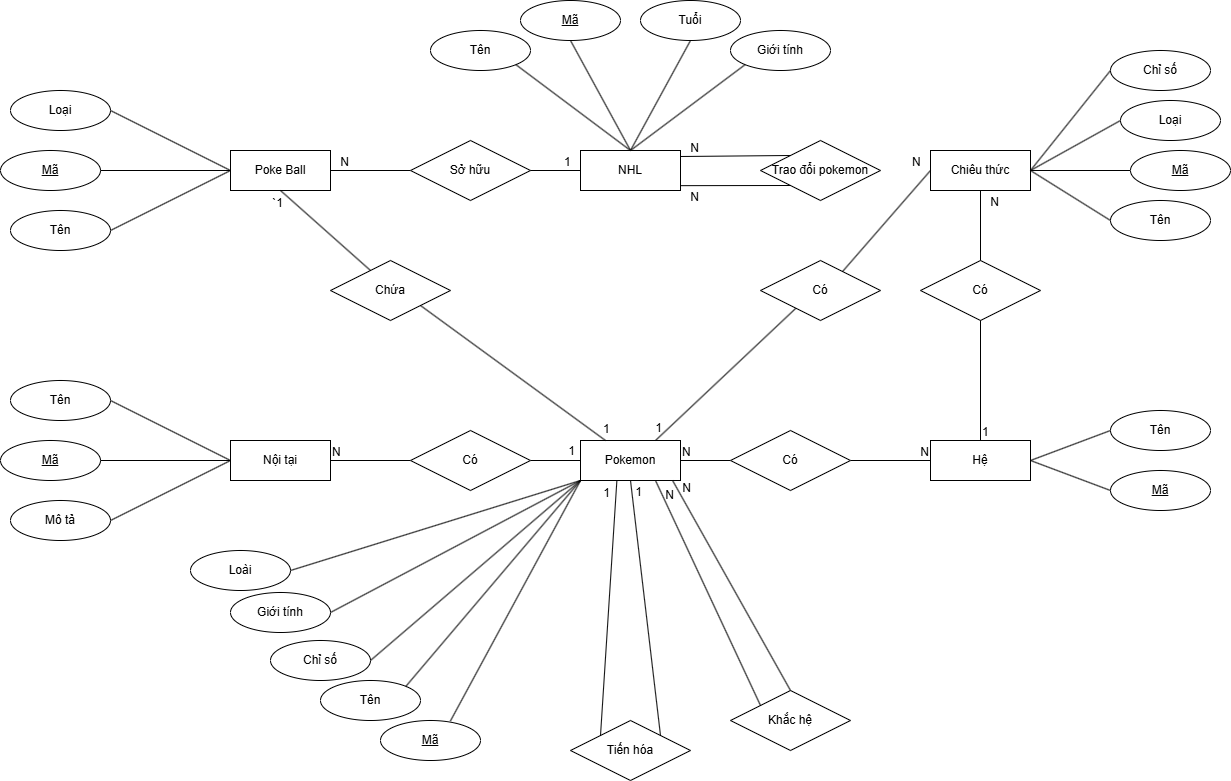 Mã
Tuổi
Tên
Giới tính
Chỉ số
Loại
Loại
Mã
Poke Ball
N
Sở hữu
1
NHL
N
N
Trao đổi pokemon
N
Chiêu thức
Mã
Tên
`1
N
Tên
Chứa
Có
Có
Tên
1
1
1
Tên
Mã
Nội tại
N
Có
1
Pokemon
N
Có
N
Hệ
Mã
Mô tả
1
1
N
N
Loài
Giới tính
Chỉ số
Tên
Mã
Tiến hóa
Khắc hệ